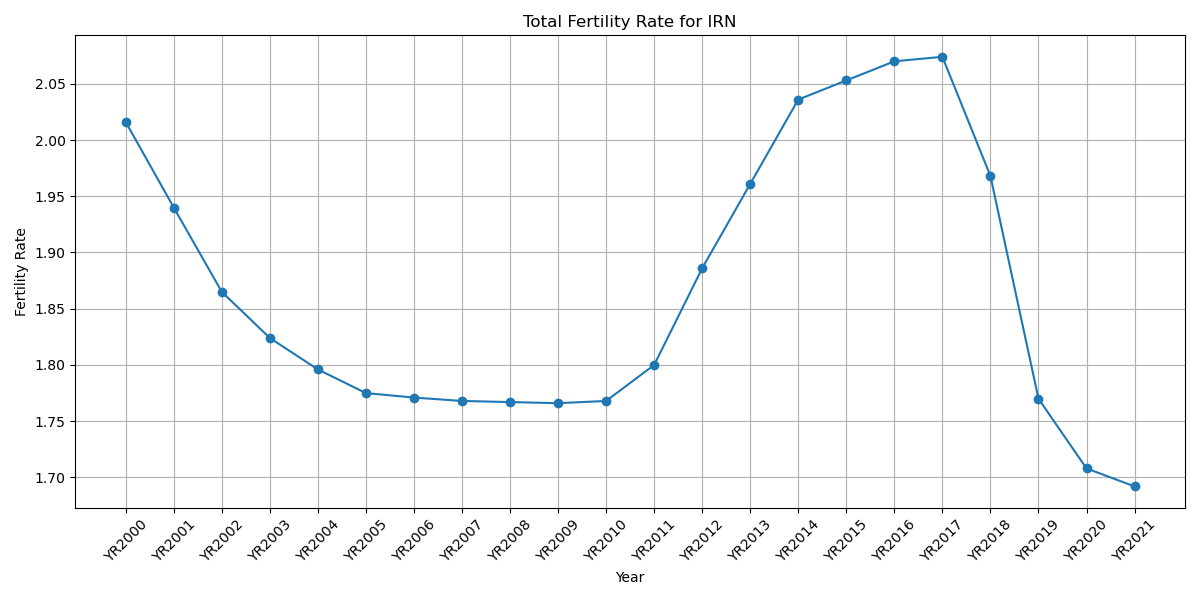 Total Fertility Rate for IRN
Fertility Rate
2.05
2.00
1.95
1.90
1.85
1.80
1.75
1.70
YR2000
YR2001
YR2002
YR2003
YR2004
YR2005
YR2006
YR2007
YR2008
YR2009
YR2010
YR2011
YR2012
YR2013
YR2014
YR2015
YR2016
YR2017
YR2018
YR2019
YR2020
YR2021
Year